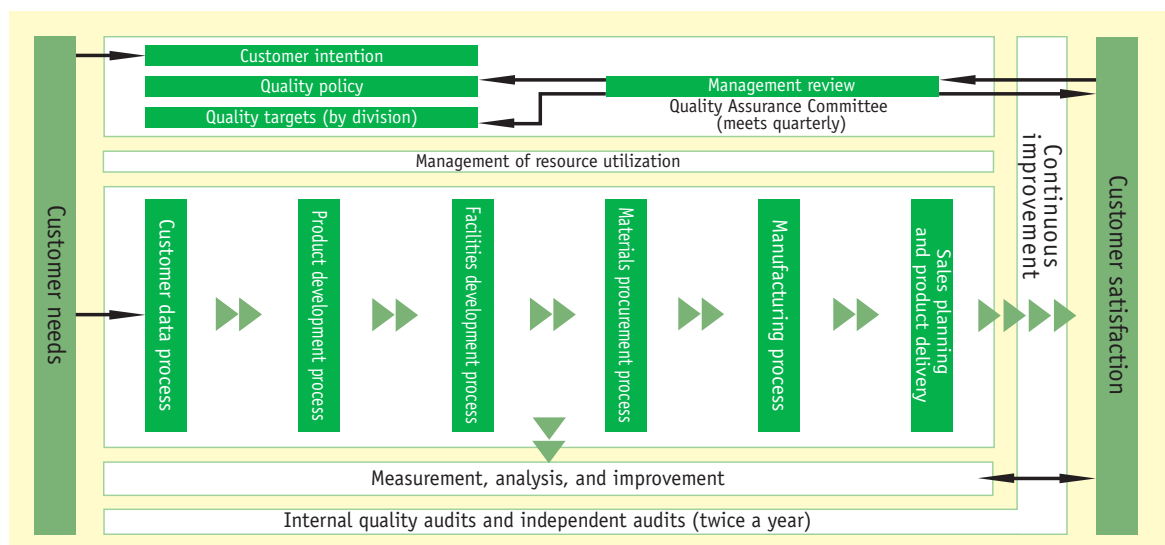 Customer needs
Customer intention
Quality policy
Quality targets (by division)
Management review
Quality Assurance Committee
(meets quarterly)
Management of resource utilization
Customer data process
Product development process
Facilities development process
Materials procurement process
Manufacturing process
Sales planning
and product delivery
Continuous
improvement
Customer satisfaction
Measurement, analysis, and improvement
Internal quality audits and independent audits (twice a year)